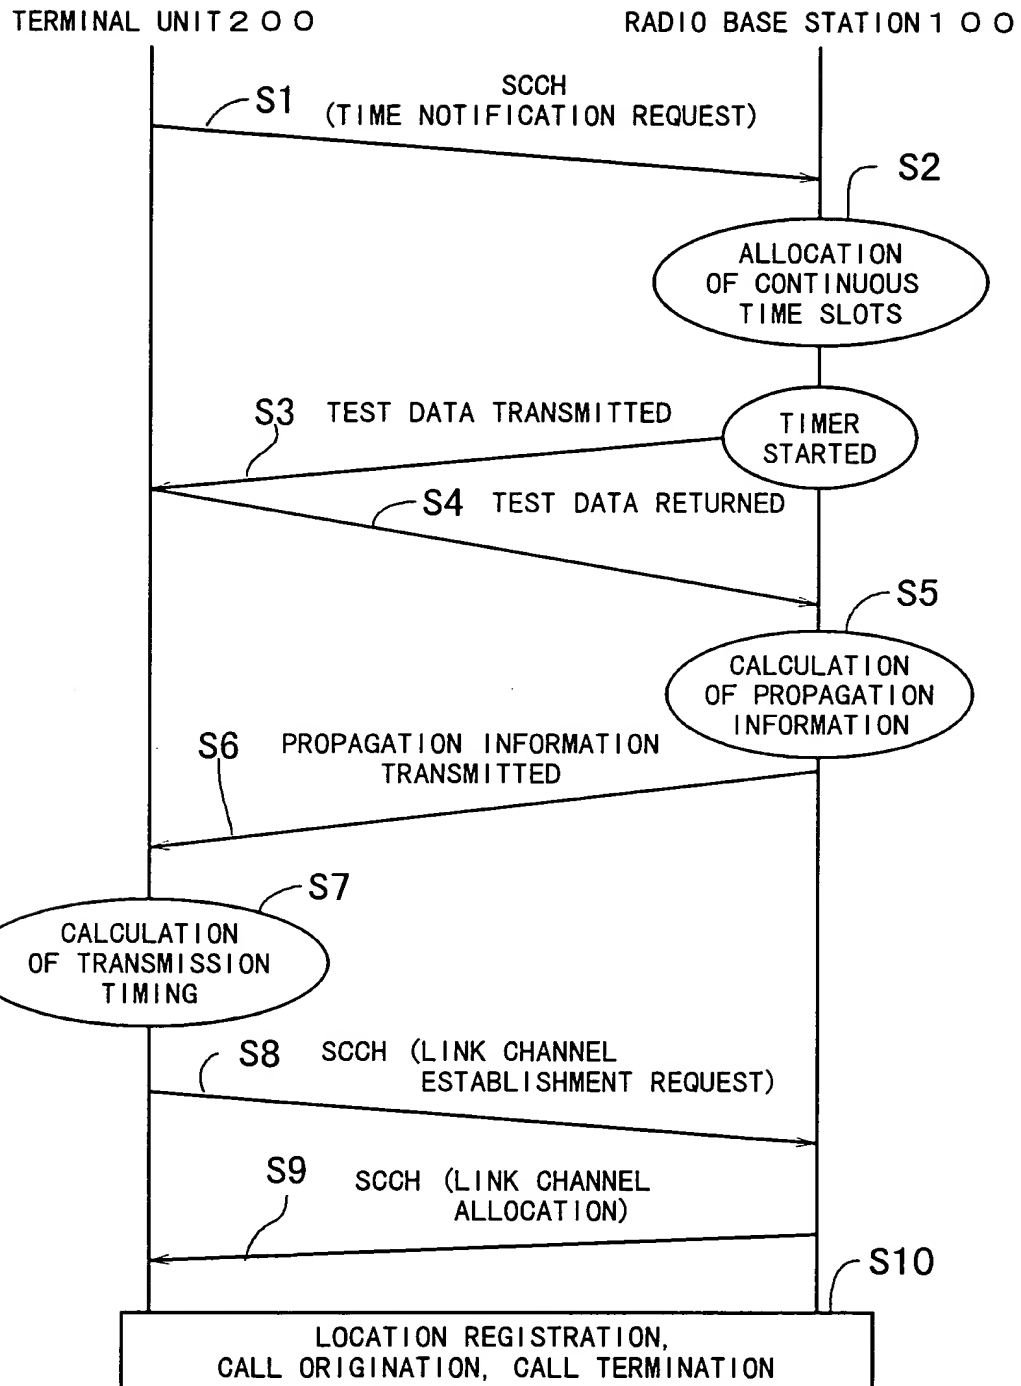 TERMINAL UNIT２００
RADIO BASE STATION１００
S1
SCCH
(TIME NOTIFICATION REQUEST)
S2
ALLOCATION
OF CONTINUOUS
TIME SLOTS
S3 TEST DATA TRANSMITTED
TIMER
STARTED
S4 TEST DATA RETURNED
S5
CALCULATION
OF PROPAGATION
INFORMATION
S6 PROPAGATION INFORMATION
TRANSMITTED
S7
CALCULATION
OF TRANSMISSION
TIMING
S8 SCCH (LINK CHANNEL
ESTABLISHMENT REQUEST)
S9 SCCH (LINK CHANNEL
ALLOCATION)
S10
LOCATION REGISTRATION,
CALL ORIGINATION, CALL TERMINATION